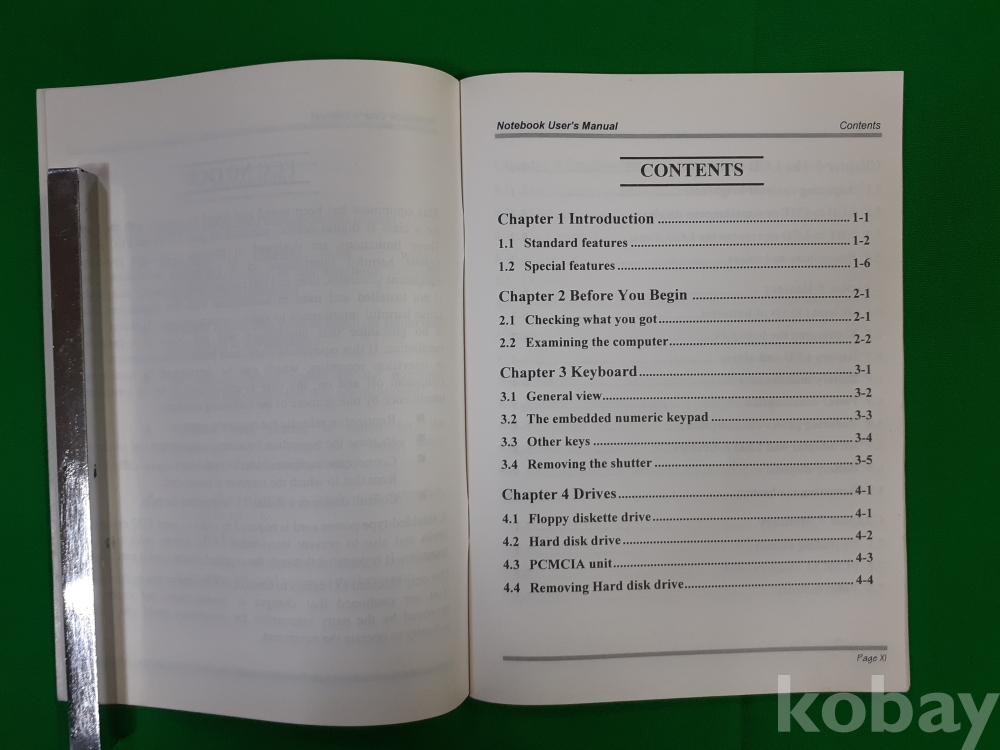 Notebook User's Manual Contents
CONTENTS
Chapter 1 Introduction ........ 1-1
1.1 Standard features ........ 1-2
1.2 Special features ........ 1-6
Chapter 2 Before You Begin ........ 2-1
2.1 Checking what you got ........ 2-1
2.2 Examining the computer ........ 2-2
Chapter 3 Keyboard ........ 3-1
3.1 General view ........ 3-2
3.2 The embedded numeric keypad ........ 3-3
3.3 Other keys ........ 3-4
3.4 Removing the shutter ........ 3-5
Chapter 4 Drives ........ 4-1
4.1 Floppy diskette drive ........ 4-1
4.2 Hard disk drive ........ 4-2
4.3 PCMCIA unit ........ 4-3
4.4 Removing Hard disk drive ........ 4-4
Page XI
kobay